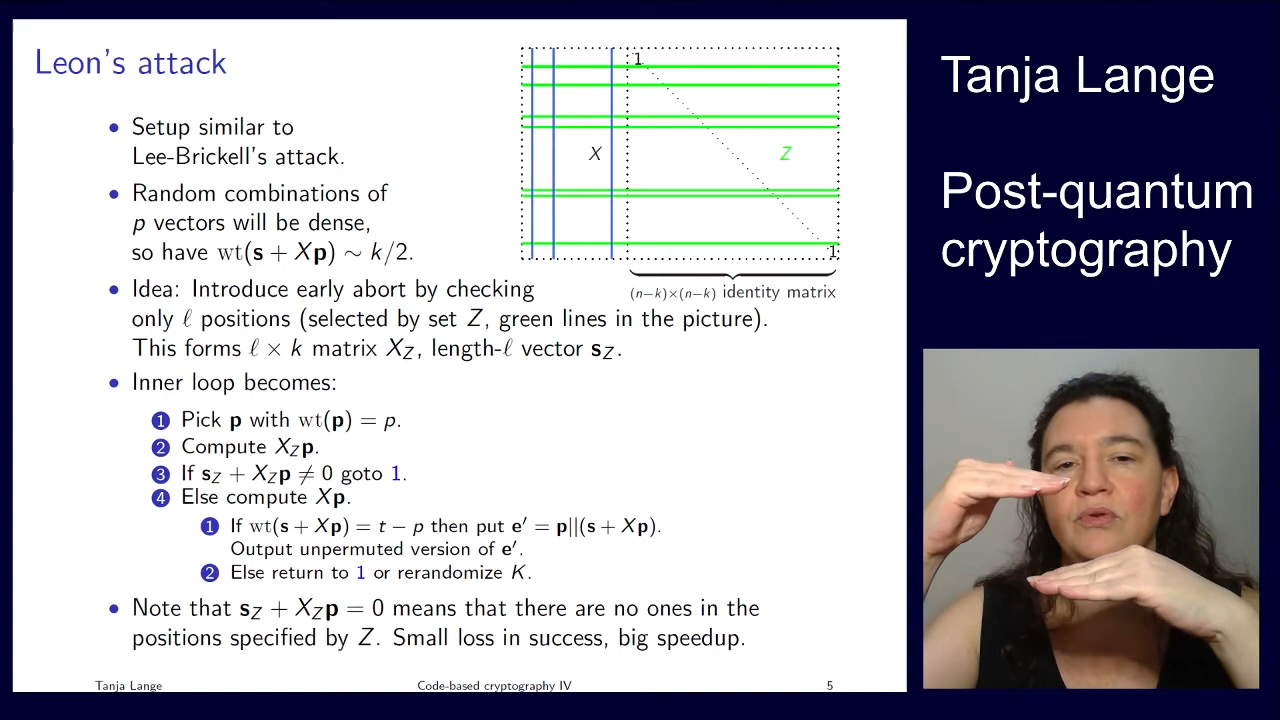 Leon's attack
• Setup similar to
Lee-Brickell's attack.
• Random combinations of
p vectors will be dense,
so have wt(s + Xp) ∼ k/2.
X
1
Z
1
(n−k)×(n−k) identity matrix
• Idea: Introduce early abort by checking
only ℓ positions (selected by set Z, green lines in the picture).
This forms ℓ × k matrix X_Z, length-ℓ vector s_Z.
• Inner loop becomes:
1 Pick p with wt(p) = p.
2 Compute X_Z p.
3 If s_Z + X_Z p ≠ 0 goto 1.
4 Else compute Xp.
1 If wt(s + Xp) = t − p then put e′ = p||(s + Xp).
Output unpermuted version of e′.
2 Else return to 1 or rerandomize K.
• Note that s_Z + X_Z p = 0 means that there are no ones in the
positions specified by Z. Small loss in success, big speedup.
Tanja Lange Code-based cryptography IV 5
Tanja Lange
Post-quantum
cryptography